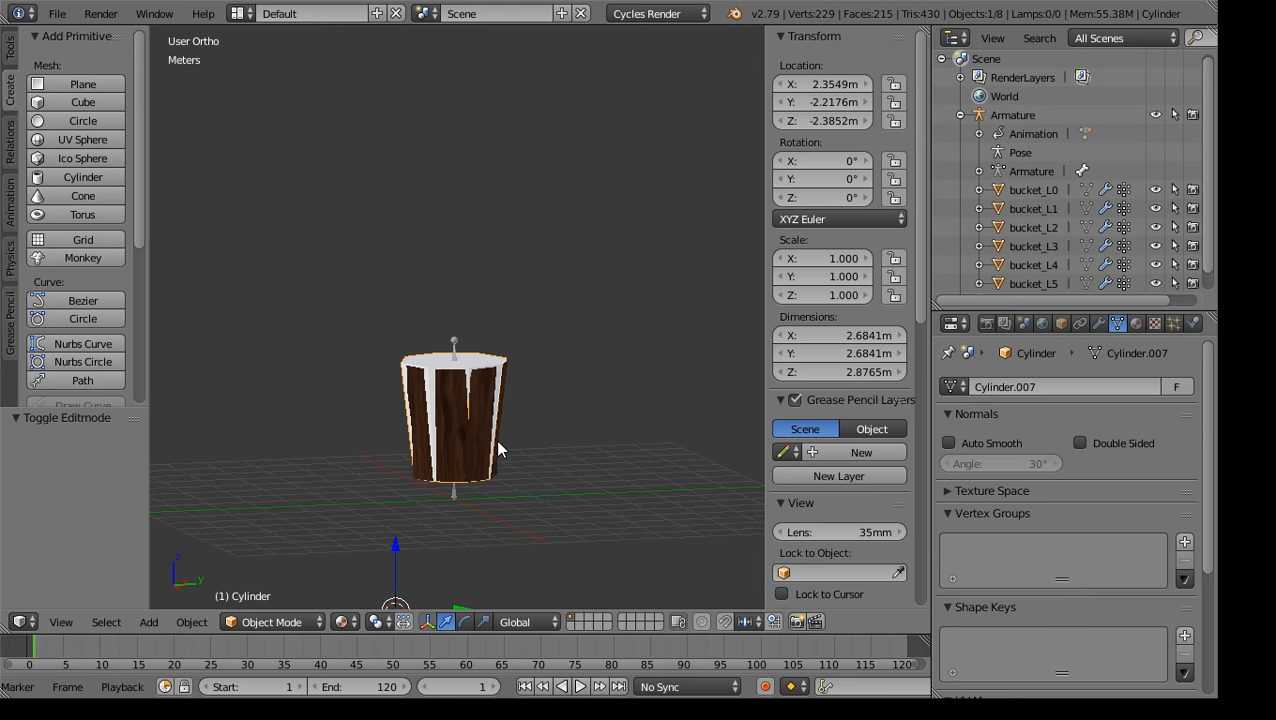 File Render Window Help Default Scene Cycles Render v2.79 | Verts:229 | Faces:215 | Tris:430 | Objects:1/8 | Lamps:0/0 | Mem:55.38M | Cylinder
Tools
Create
Relations
Animation
Physics
Grease Pencil
Add Primitive
Mesh:
Plane
Cube
Circle
UV Sphere
Ico Sphere
Cylinder
Cone
Torus
Grid
Monkey
Curve:
Bezier
Circle
Nurbs Curve
Nurbs Circle
Path
Draw Curve
Toggle Editmode
User Ortho
Meters
z
y
(1) Cylinder
Transform
Location:
X: 2.3549m
Y: -2.2176m
Z: -2.3852m
Rotation:
X: 0°
Y: 0°
Z: 0°
XYZ Euler
Scale:
X: 1.000
Y: 1.000
Z: 1.000
Dimensions:
X: 2.6841m
Y: 2.6841m
Z: 2.8765m
Grease Pencil Layers
Scene Object
New
New Layer
View
Lens: 35mm
Lock to Object:
Lock to Cursor
View Search All Scenes
Scene
RenderLayers |
World
Armature
Animation
Pose
Armature |
bucket_L0 |
bucket_L1 |
bucket_L2 |
bucket_L3 |
bucket_L4 |
bucket_L5 |
Cylinder Cylinder.007
Cylinder.007 F
Normals
Auto Smooth Double Sided
Angle: 30°
Texture Space
Vertex Groups
Shape Keys
View Select Add Object Object Mode Global
0 5 10 15 20 25 30 35 40 45 50 55 60 65 70 75 80 85 90 95 100 105 110 115 120
Marker Frame Playback Start: 1 End: 120 1 No Sync